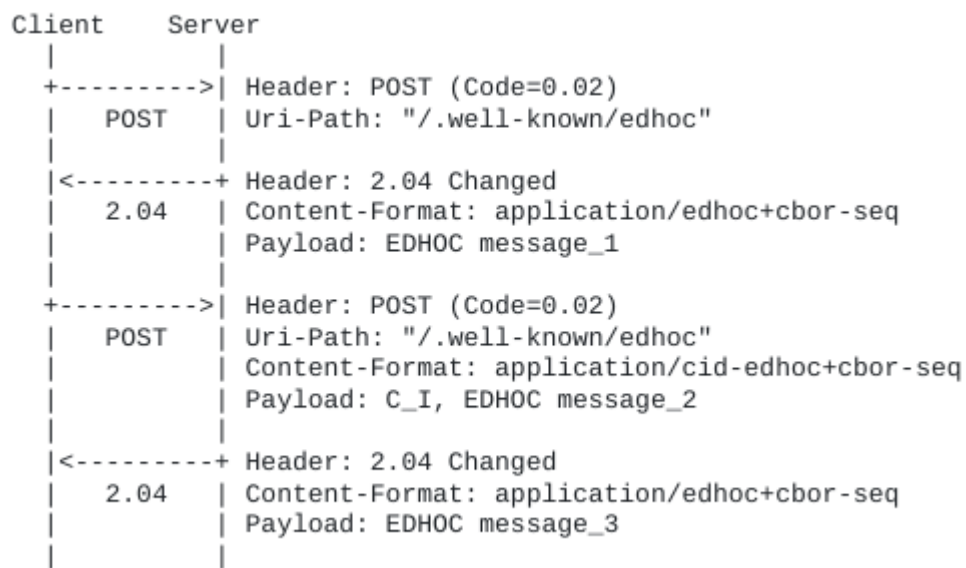 Client    Server
  |          |
  +--------->| Header: POST (Code=0.02)
  |   POST   | Uri-Path: "/.well-known/edhoc"
  |          |
  |<---------+ Header: 2.04 Changed
  |   2.04   | Content-Format: application/edhoc+cbor-seq
  |          | Payload: EDHOC message_1
  |          |
  +--------->| Header: POST (Code=0.02)
  |   POST   | Uri-Path: "/.well-known/edhoc"
  |          | Content-Format: application/cid-edhoc+cbor-seq
  |          | Payload: C_I, EDHOC message_2
  |          |
  |<---------+ Header: 2.04 Changed
  |   2.04   | Content-Format: application/edhoc+cbor-seq
  |          | Payload: EDHOC message_3
  |          |